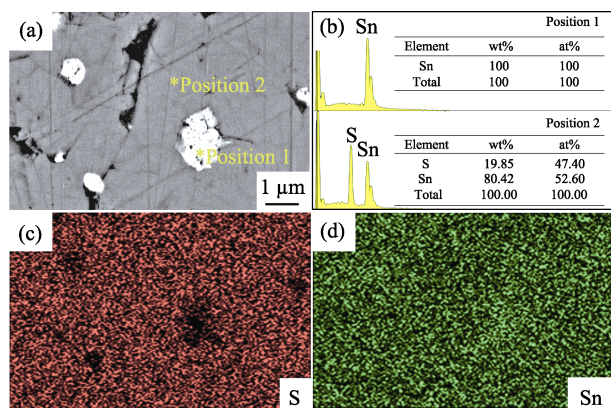 (a)
*Position 2
*Position 1
1 μm
(b)
Sn
Position 1
Element wt% at%
Sn 100 100
Total 100 100
S
Sn
Position 2
Element wt% at%
S 19.85 47.40
Sn 80.42 52.60
Total 100.00 100.00
(c)
S
(d)
Sn